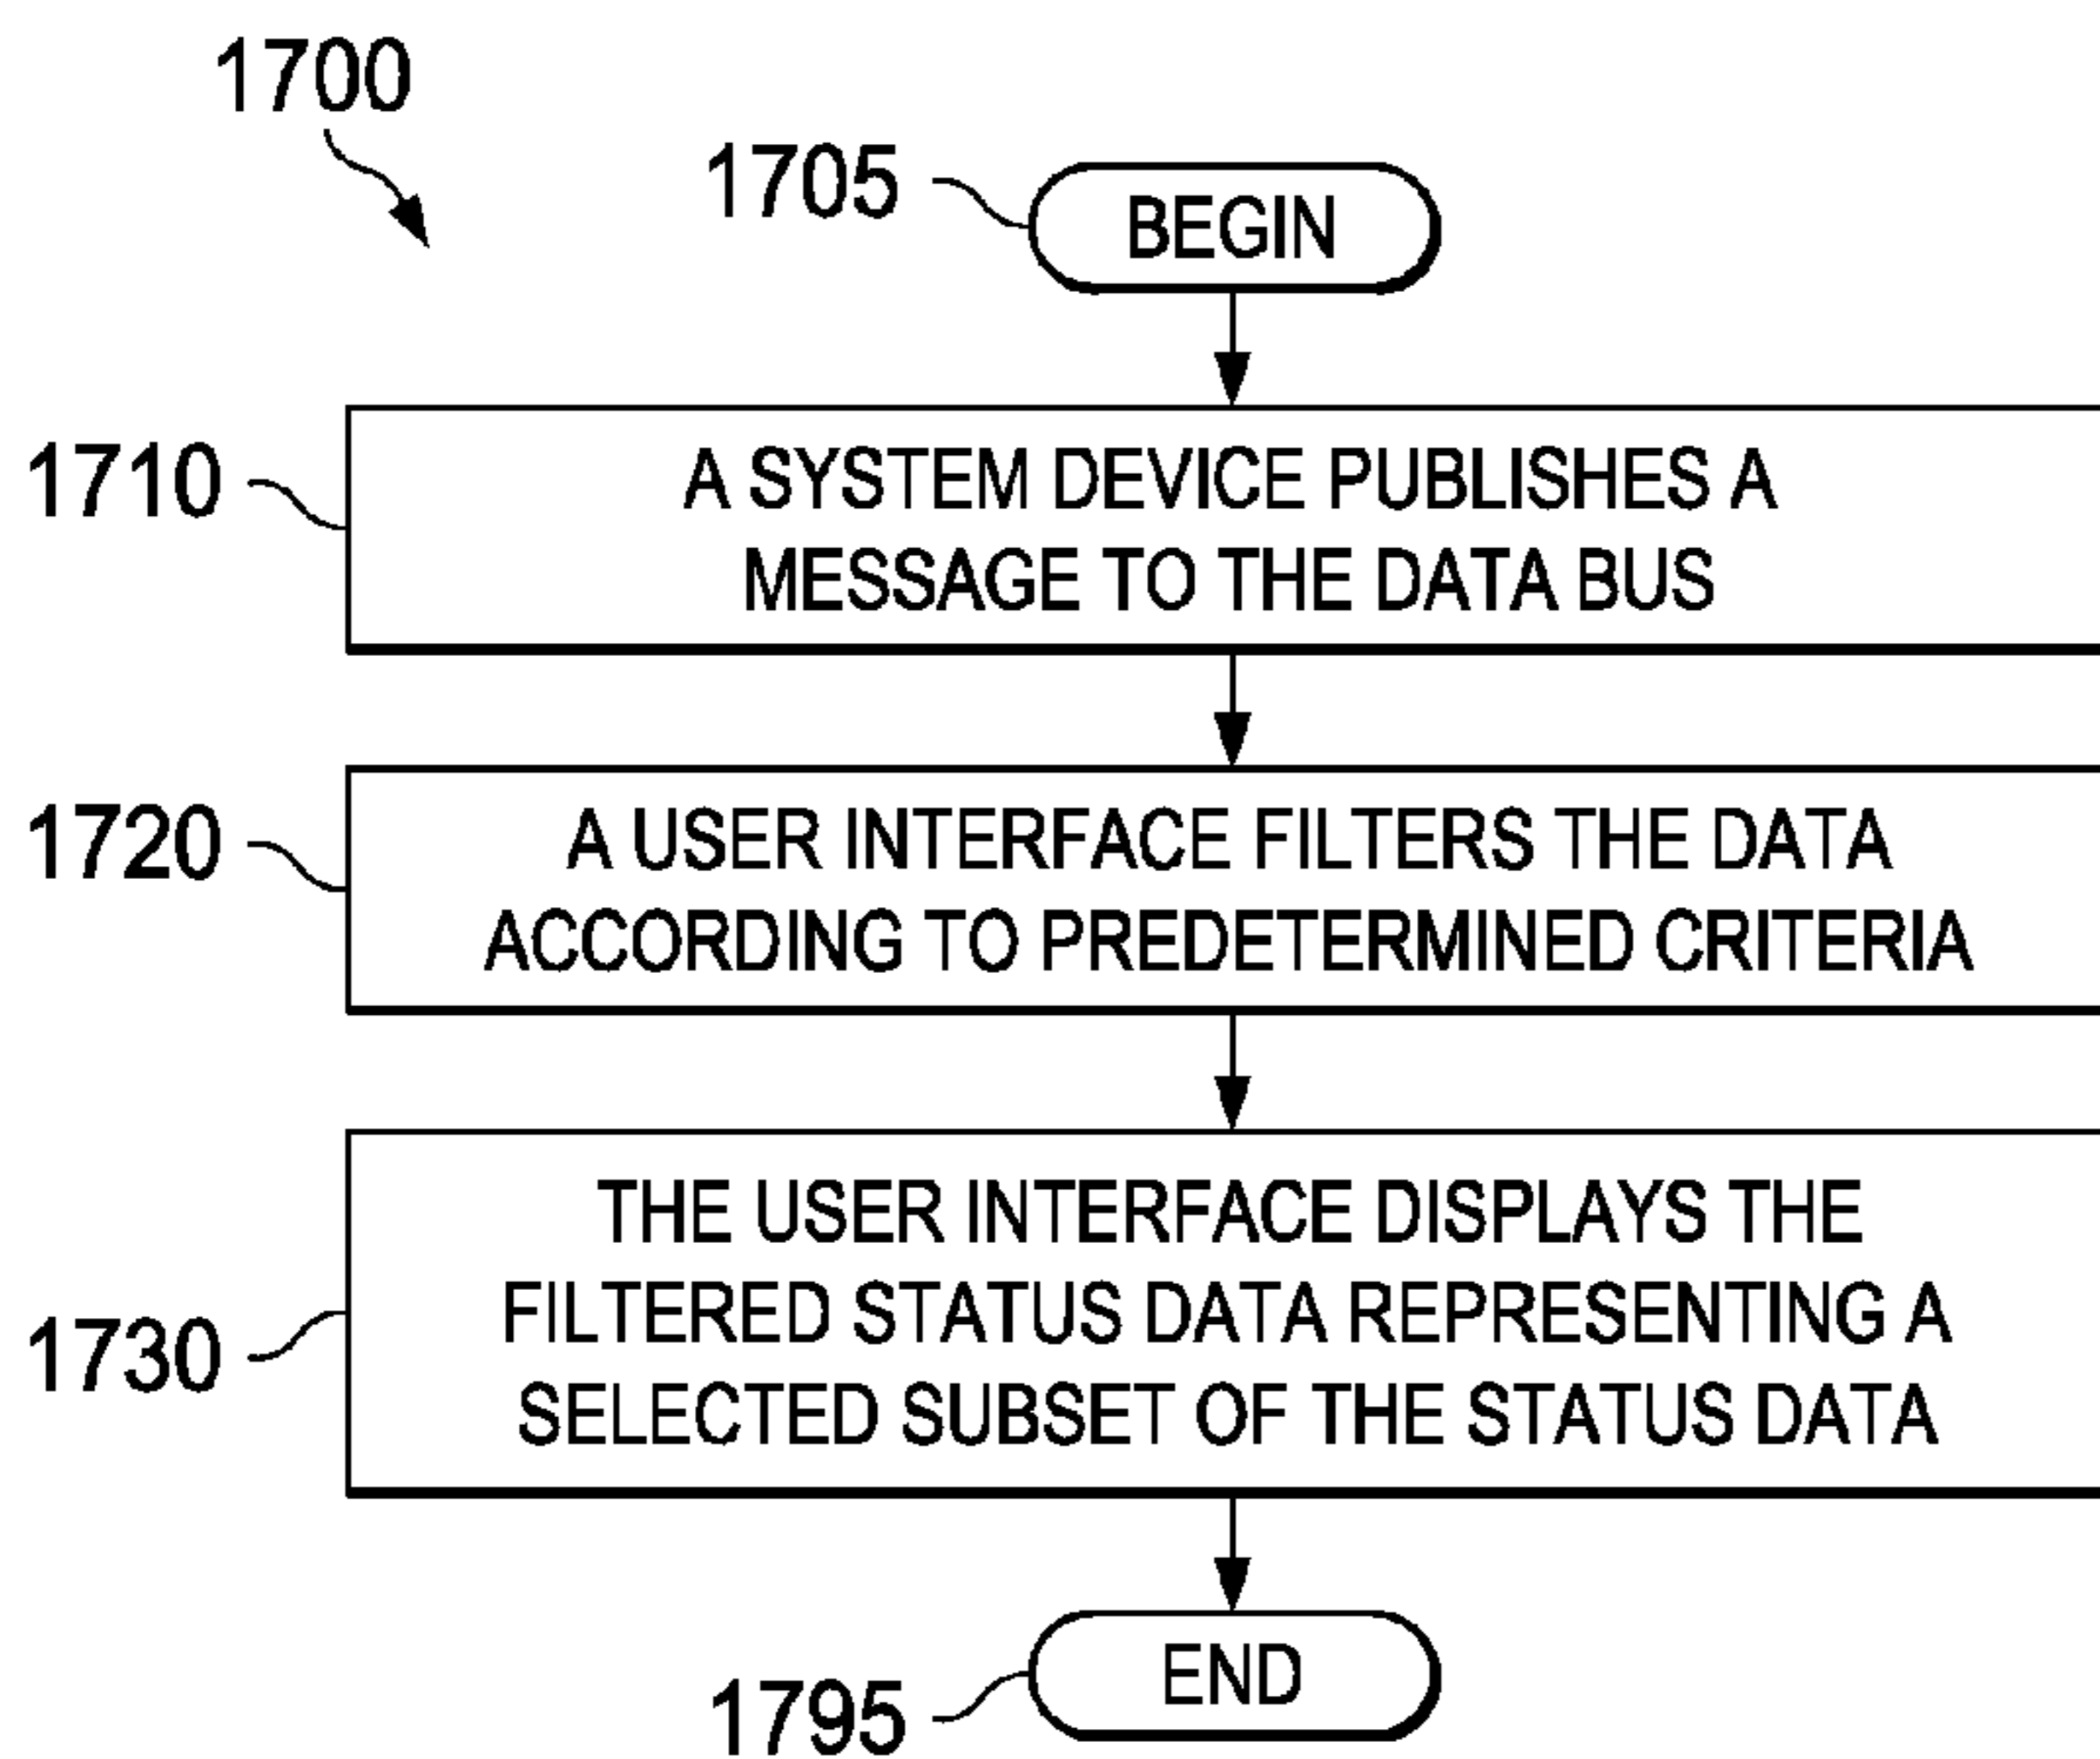 1700
1705
BEGIN
1710
A SYSTEM DEVICE PUBLISHES A
MESSAGE TO THE DATA BUS
1720
A USER INTERFACE FILTERS THE DATA
ACCORDING TO PREDETERMINED CRITERIA
1730
THE USER INTERFACE DISPLAYS THE
FILTERED STATUS DATA REPRESENTING A
SELECTED SUBSET OF THE STATUS DATA
1795
END